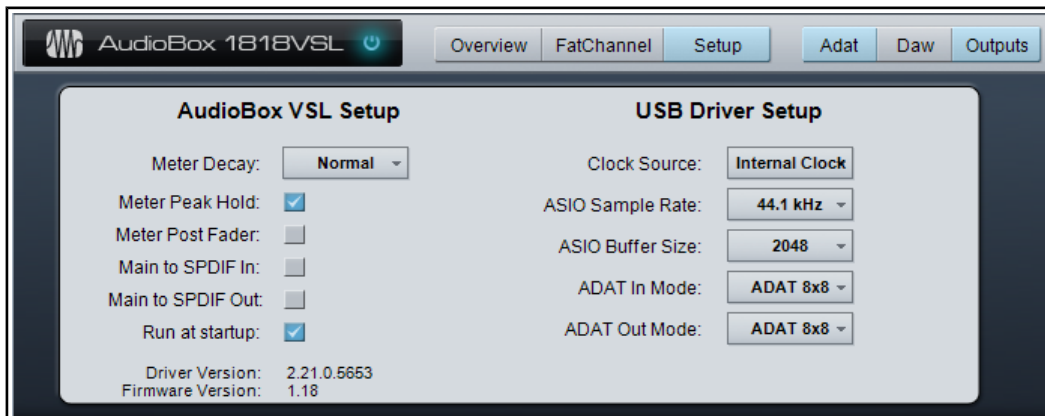 AudioBox 1818VSL
Overview FatChannel Setup Adat Daw Outputs
AudioBox VSL Setup
Meter Decay: Normal
Meter Peak Hold:
Meter Post Fader:
Main to SPDIF In:
Main to SPDIF Out:
Run at startup:
Driver Version: 2.21.0.5653
Firmware Version: 1.18
USB Driver Setup
Clock Source: Internal Clock
ASIO Sample Rate: 44.1 kHz
ASIO Buffer Size: 2048
ADAT In Mode: ADAT 8x8
ADAT Out Mode: ADAT 8x8